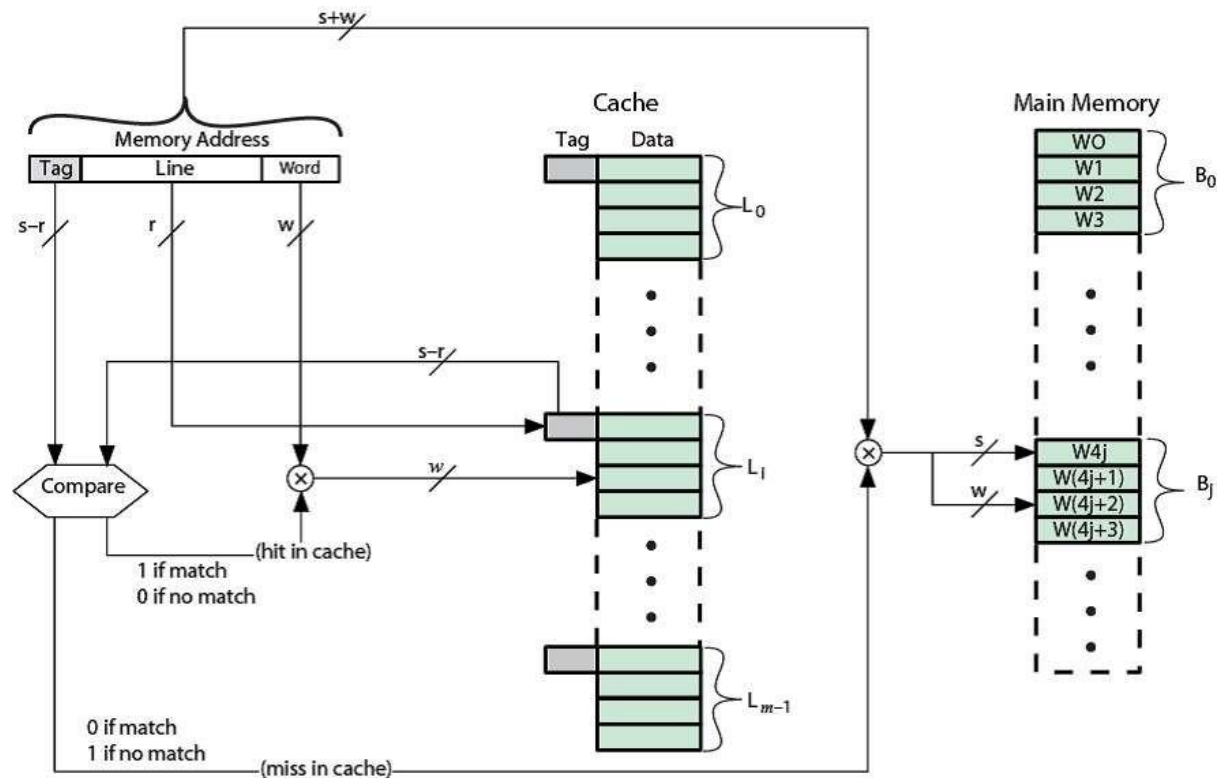 s+w
Cache
Main Memory
Memory Address
Tag Data
Tag Line Word
WO
W1
W2
W3
B0
L0
s–r
r
w
s–r
Compare
w
Li
s
w
W4j
W(4j+1)
W(4j+2)
W(4j+3)
Bj
(hit in cache)
1 if match
0 if no match
Lm–1
0 if match
1 if no match
(miss in cache)